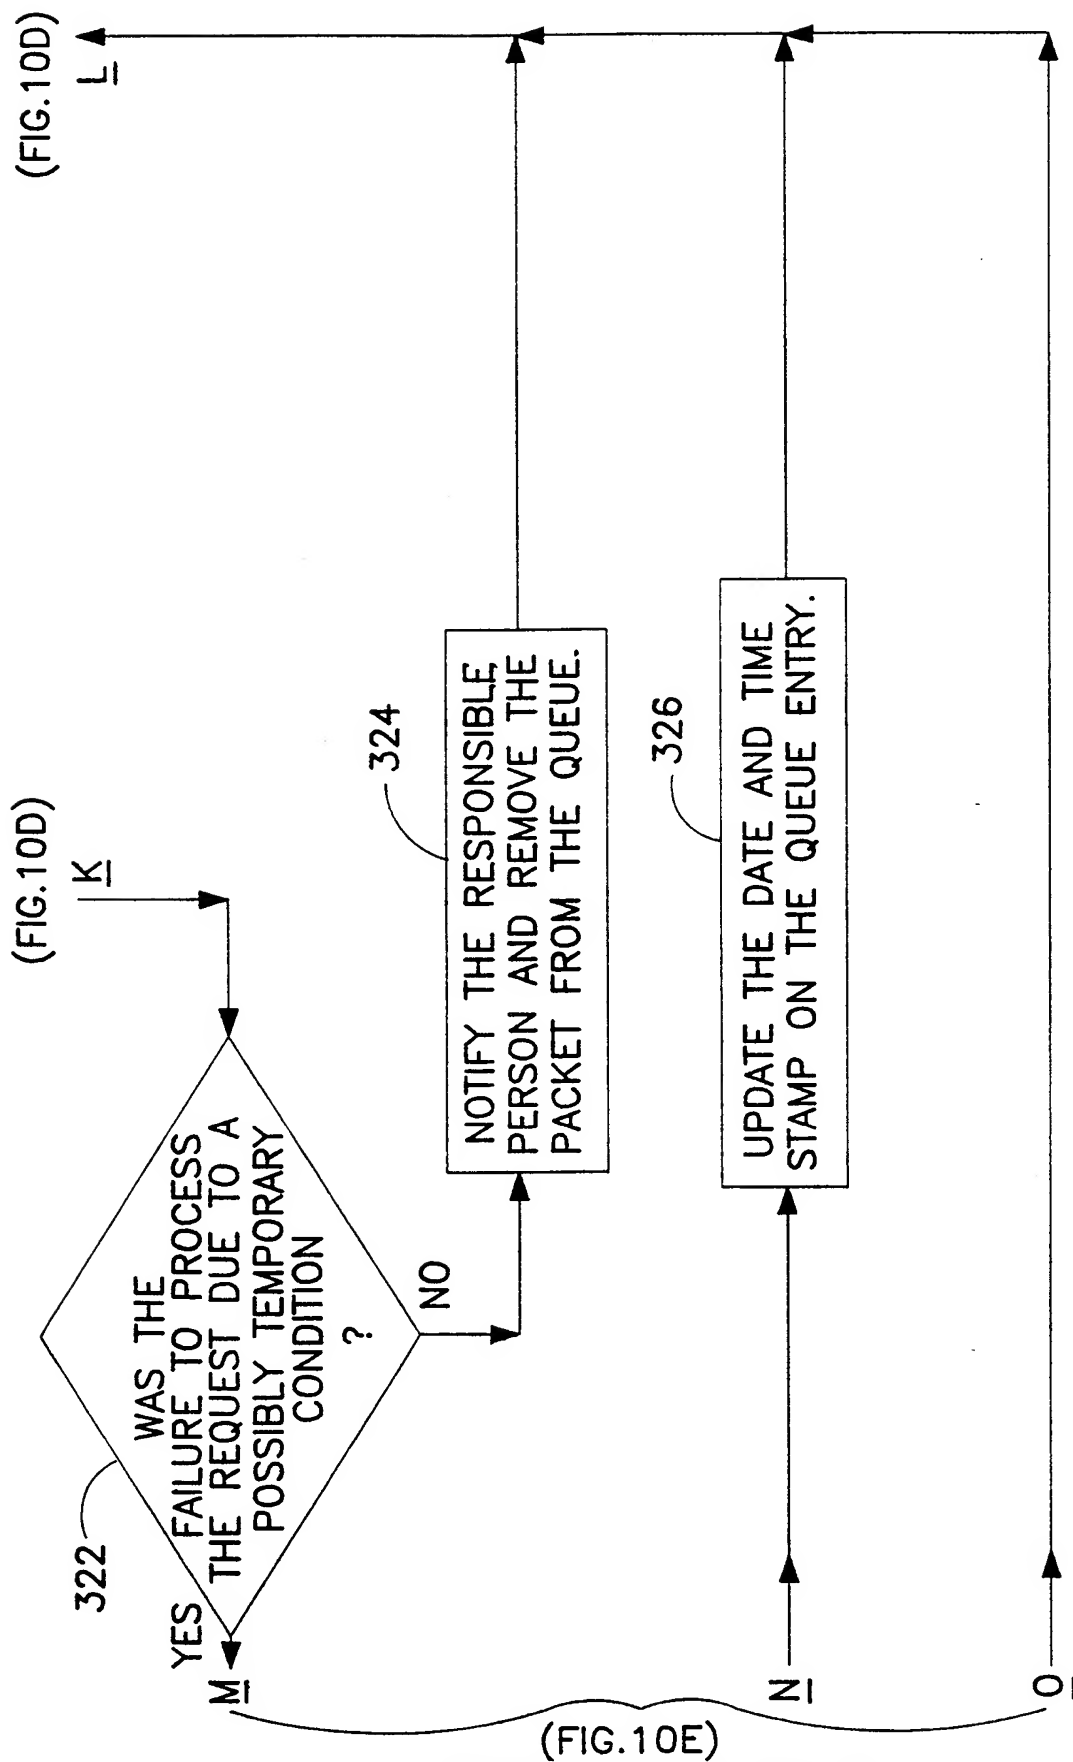 (FIG.10D)
K
(FIG.10D)
L
322
WAS THE
FAILURE TO PROCESS
THE REQUEST DUE TO A
POSSIBLY TEMPORARY
CONDITION
?
YES
M
NO
324
NOTIFY THE RESPONSIBLE,
PERSON AND REMOVE THE
PACKET FROM THE QUEUE.
326
UPDATE THE DATE AND TIME
STAMP ON THE QUEUE ENTRY.
N
O
(FIG.10E)